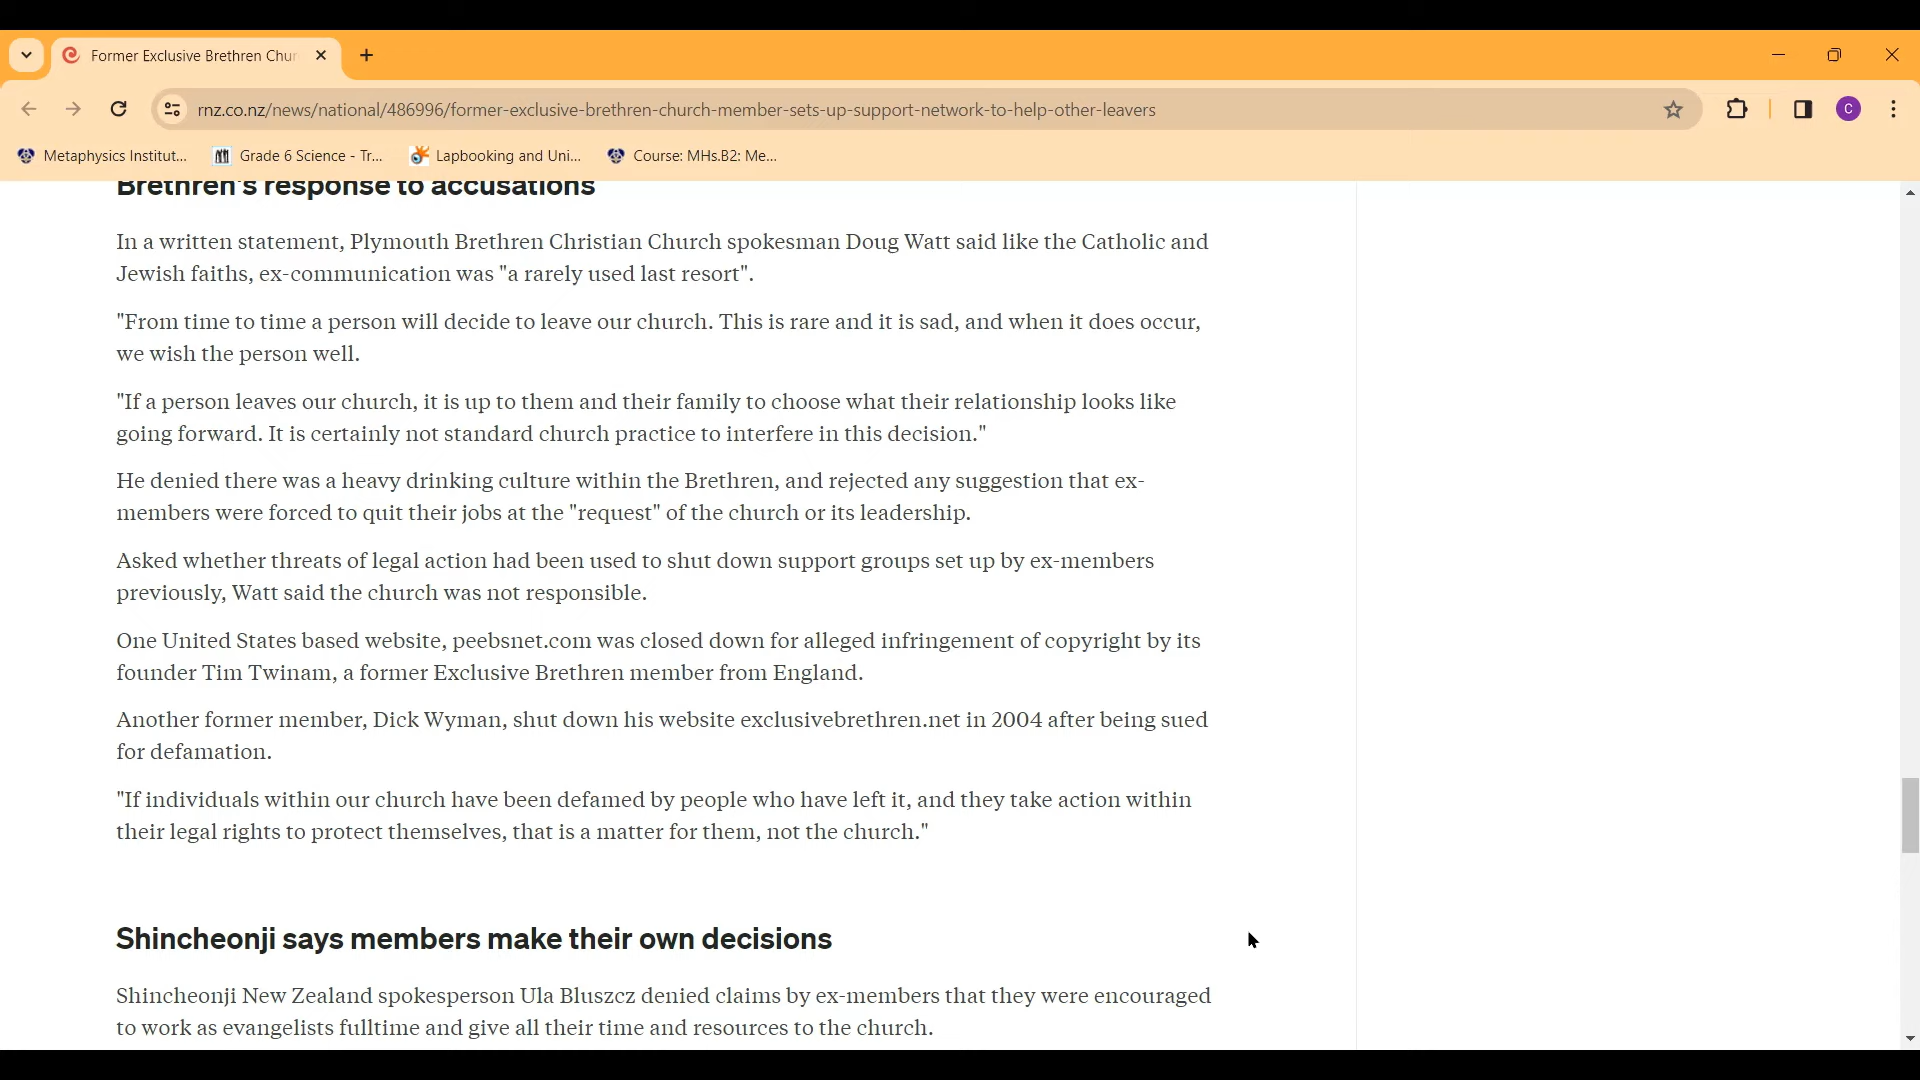 Former Exclusive Brethren Chur
rnz.co.nz/news/national/486996/former-exclusive-brethren-church-member-sets-up-support-network-to-help-other-leavers
C
Metaphysics Institut... Grade 6 Science - Tr... Lapbooking and Uni... Course: MHs.B2: Me...
Brethren's response to accusations
In a written statement, Plymouth Brethren Christian Church spokesman Doug Watt said like the Catholic and
Jewish faiths, ex-communication was "a rarely used last resort".
"From time to time a person will decide to leave our church. This is rare and it is sad, and when it does occur,
we wish the person well.
"If a person leaves our church, it is up to them and their family to choose what their relationship looks like
going forward. It is certainly not standard church practice to interfere in this decision."
He denied there was a heavy drinking culture within the Brethren, and rejected any suggestion that ex-
members were forced to quit their jobs at the "request" of the church or its leadership.
Asked whether threats of legal action had been used to shut down support groups set up by ex-members
previously, Watt said the church was not responsible.
One United States based website, peebsnet.com was closed down for alleged infringement of copyright by its
founder Tim Twinam, a former Exclusive Brethren member from England.
Another former member, Dick Wyman, shut down his website exclusivebrethren.net in 2004 after being sued
for defamation.
"If individuals within our church have been defamed by people who have left it, and they take action within
their legal rights to protect themselves, that is a matter for them, not the church."
Shincheonji says members make their own decisions
Shincheonji New Zealand spokesperson Ula Bluszcz denied claims by ex-members that they were encouraged
to work as evangelists fulltime and give all their time and resources to the church.